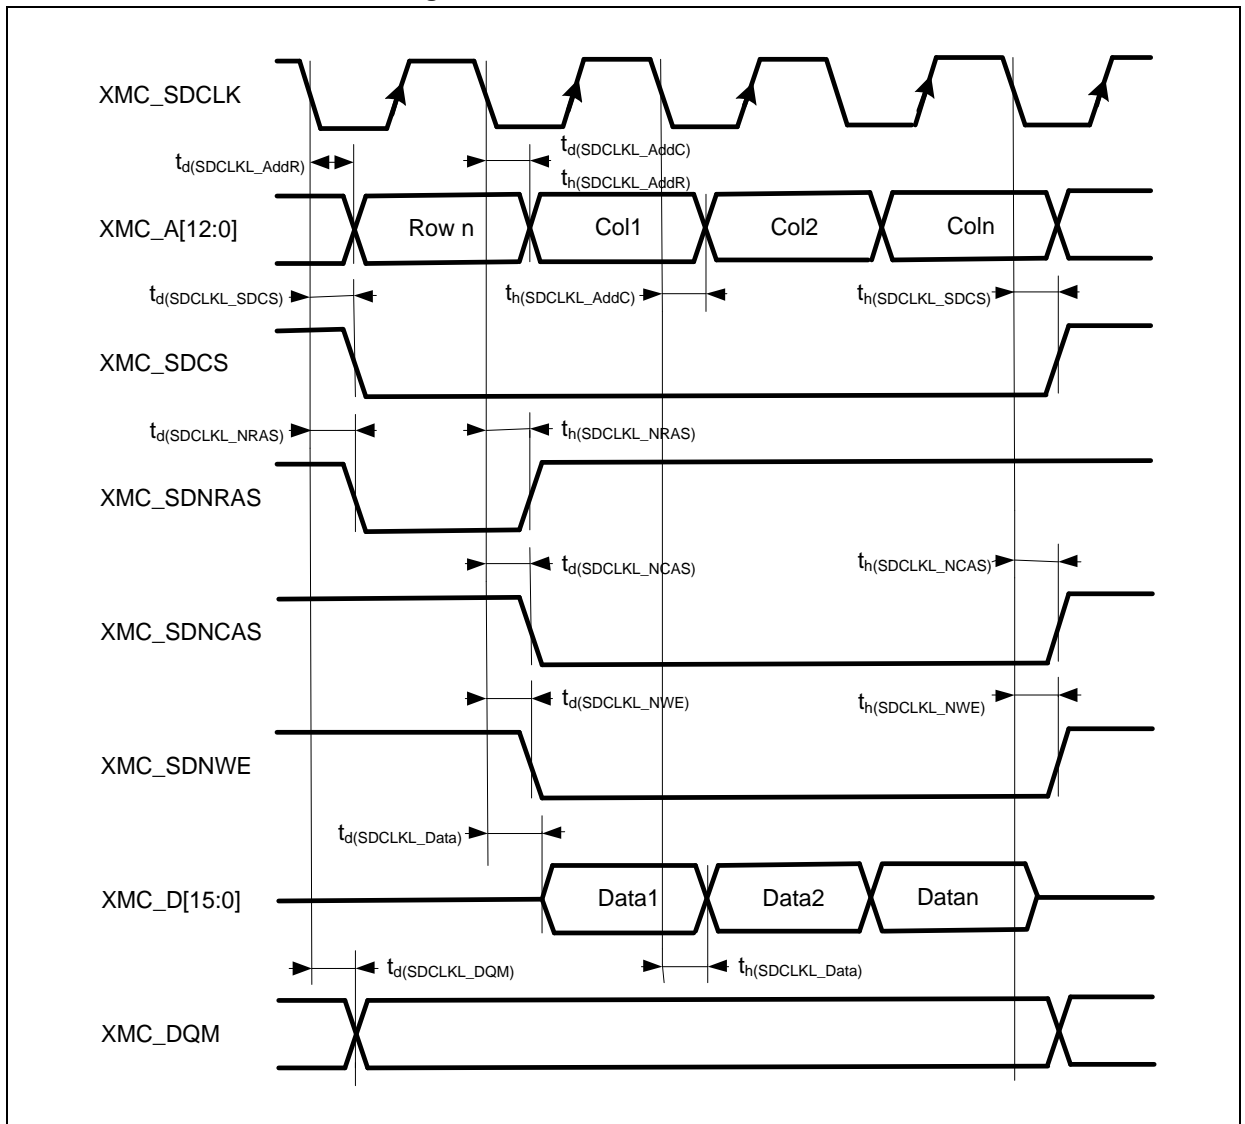 XMC_SDCLK
td(SDCLKL_AddR)
td(SDCLKL_AddC)
th(SDCLKL_AddR)
XMC_A[12:0]
Row n
Col1
Col2
Coln
td(SDCLKL_SDCS)
th(SDCLKL_AddC)
th(SDCLKL_SDCS)
XMC_SDCS
td(SDCLKL_NRAS)
th(SDCLKL_NRAS)
XMC_SDNRAS
td(SDCLKL_NCAS)
th(SDCLKL_NCAS)
XMC_SDNCAS
td(SDCLKL_NWE)
th(SDCLKL_NWE)
XMC_SDNWE
td(SDCLKL_Data)
XMC_D[15:0]
Data1
Data2
Datan
td(SDCLKL_DQM)
th(SDCLKL_Data)
XMC_DQM